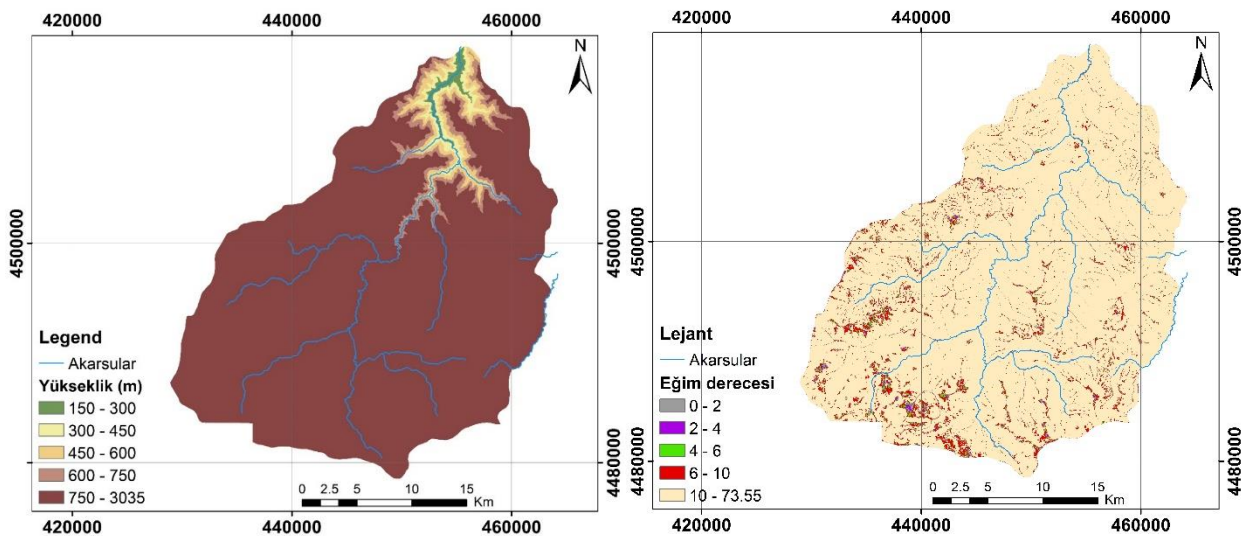 420000 440000 460000
N
4500000
4500000
4480000
4480000
Legend
Akarsular
Yükseklik (m)
150 - 300
300 - 450
450 - 600
600 - 750
750 - 3035
0 2.5 5 10 15
Km
420000 440000 460000
420000 440000 460000
N
4500000
4500000
4480000
4480000
Lejant
Akarsular
Eğim derecesi
0 - 2
2 - 4
4 - 6
6 - 10
10 - 73.55
0 2.5 5 10 15
Km
420000 440000 460000